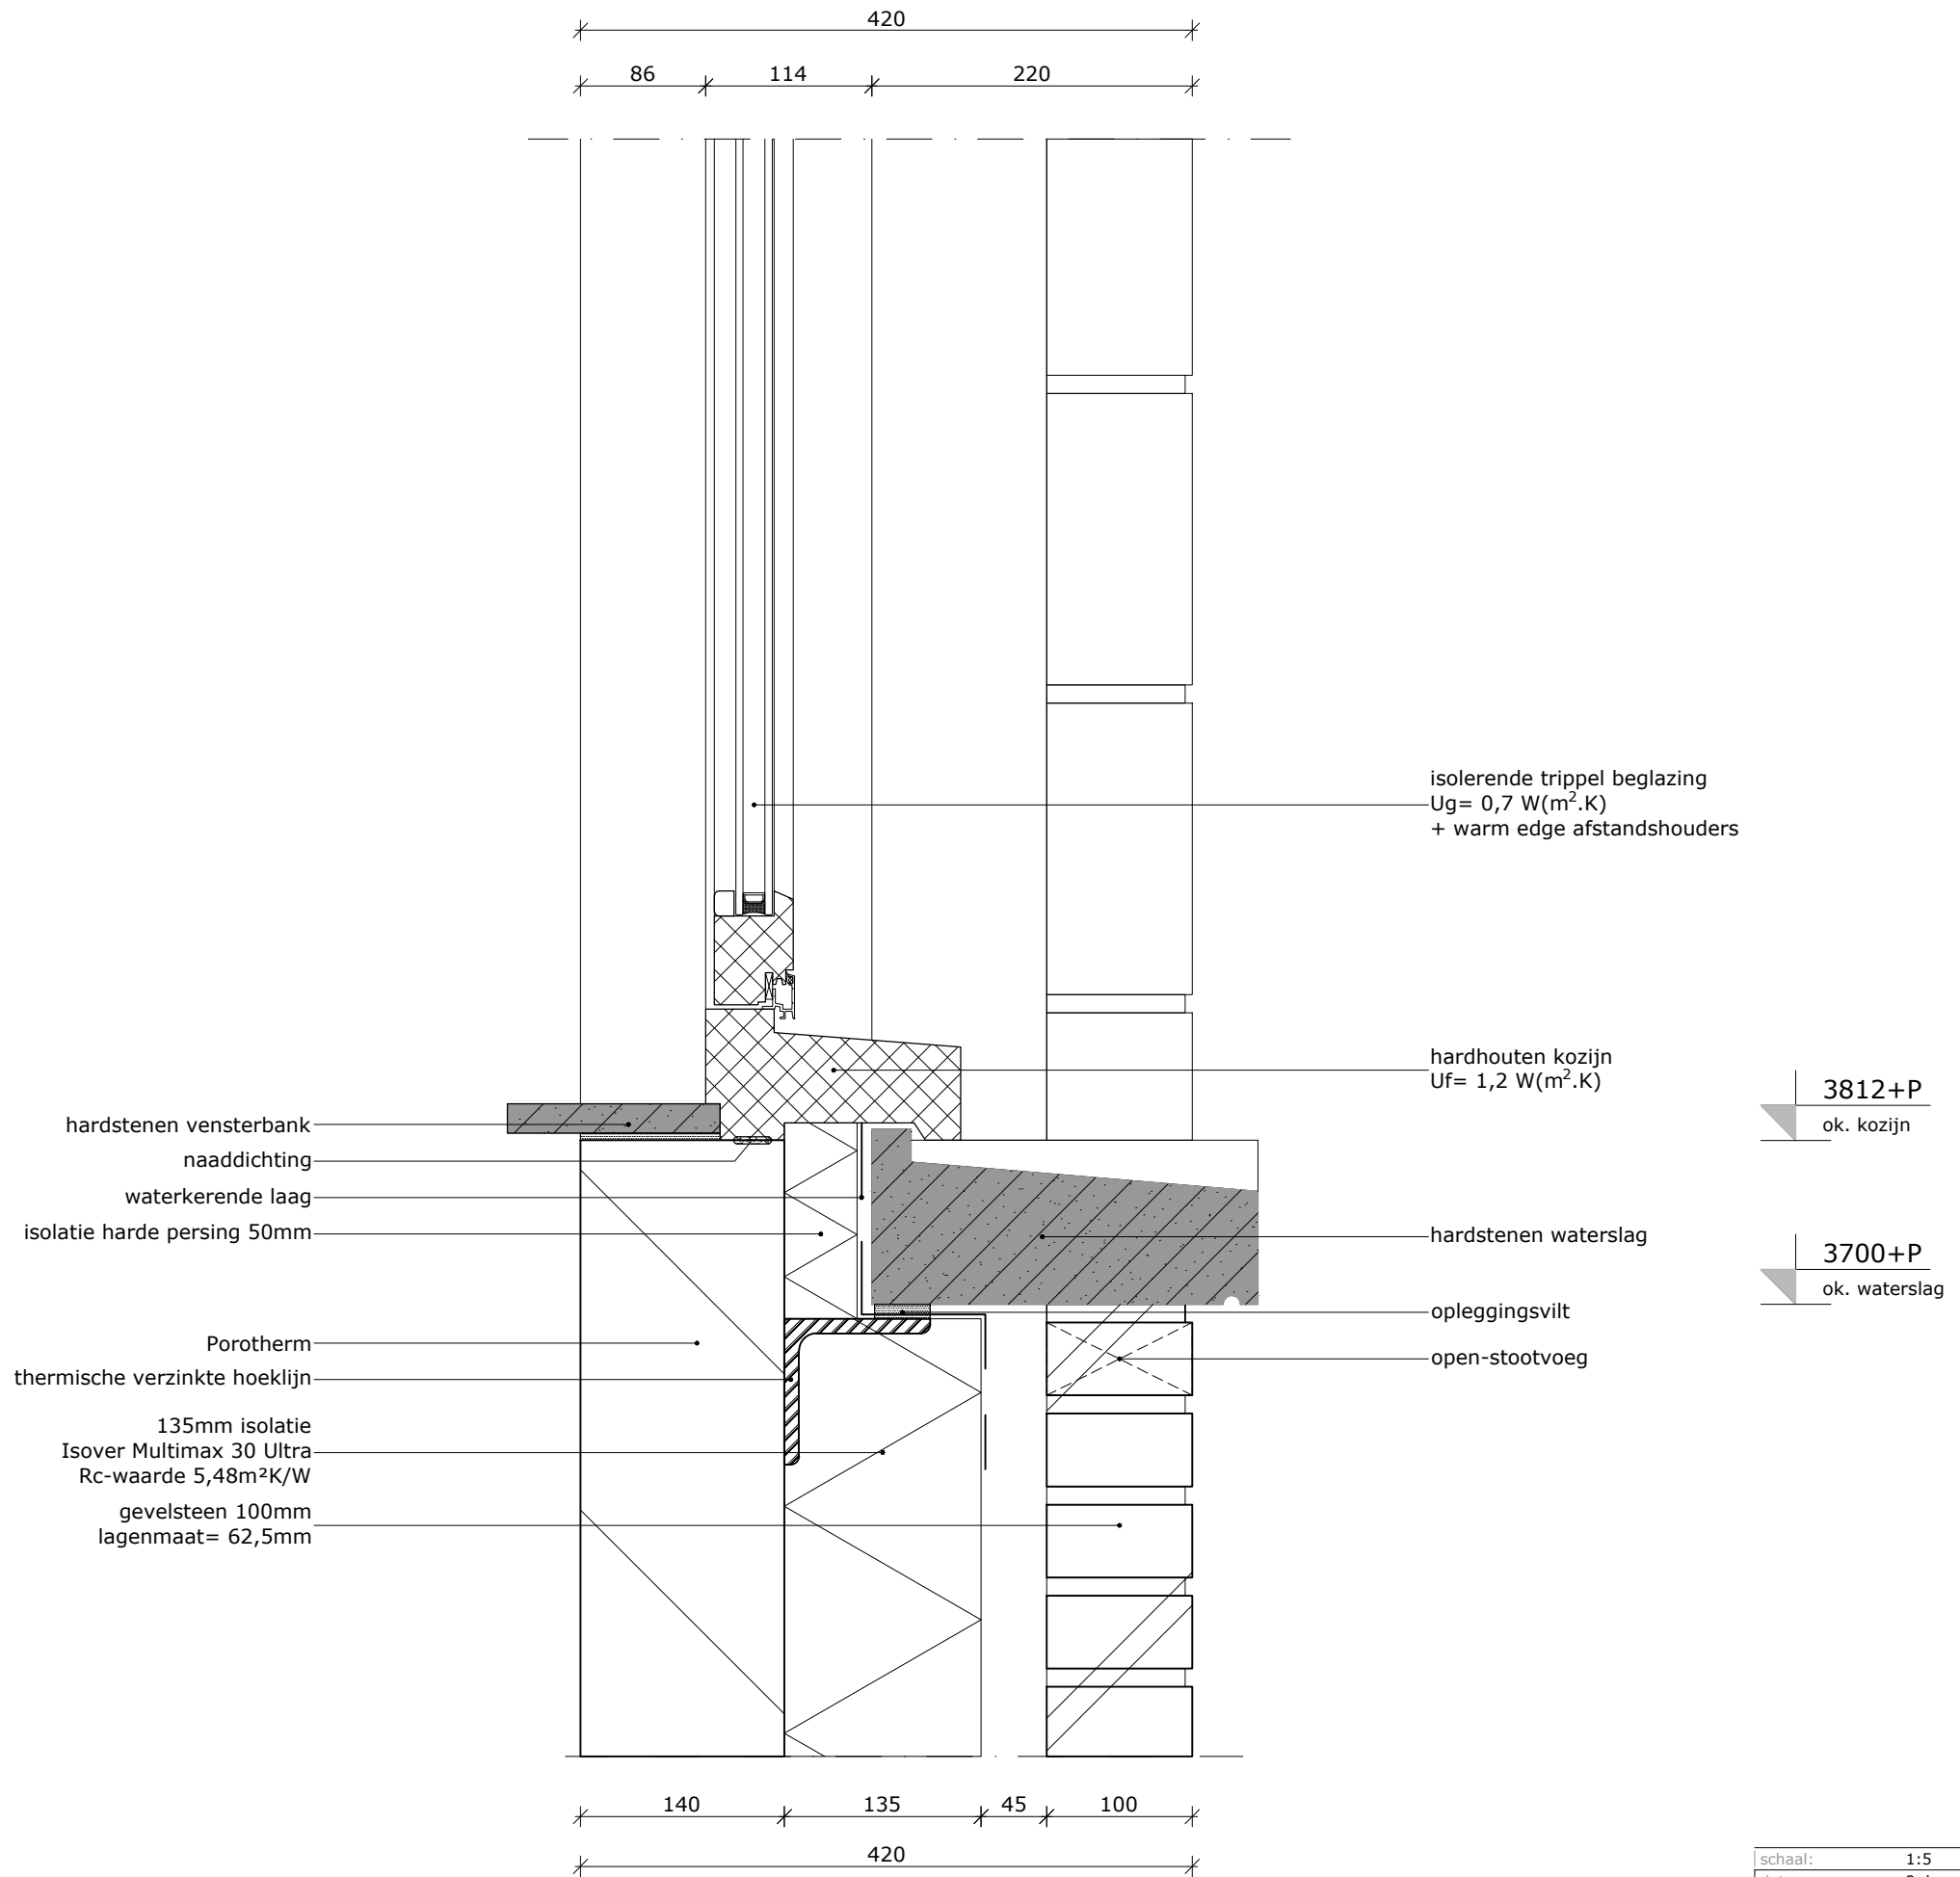 420
86
114
220
isolerende trippel beglazing
Ug= 0,7 W(m².K)
+ warm edge afstandshouders
hardhouten kozijn
Uf= 1,2 W(m².K)
3812+P
ok. kozijn
hardstenen vensterbank
naaddichting
waterkerende laag
isolatie harde persing 50mm
hardstenen waterslag
3700+P
ok. waterslag
opleggingsvilt
Porotherm
open-stootvoeg
thermische verzinkte hoeklijn
135mm isolatie
Isover Multimax 30 Ultra
Rc-waarde 5,48m²K/W
gevelsteen 100mm
lagenmaat= 62,5mm
140
135
45
100
420
schaal: 1:5